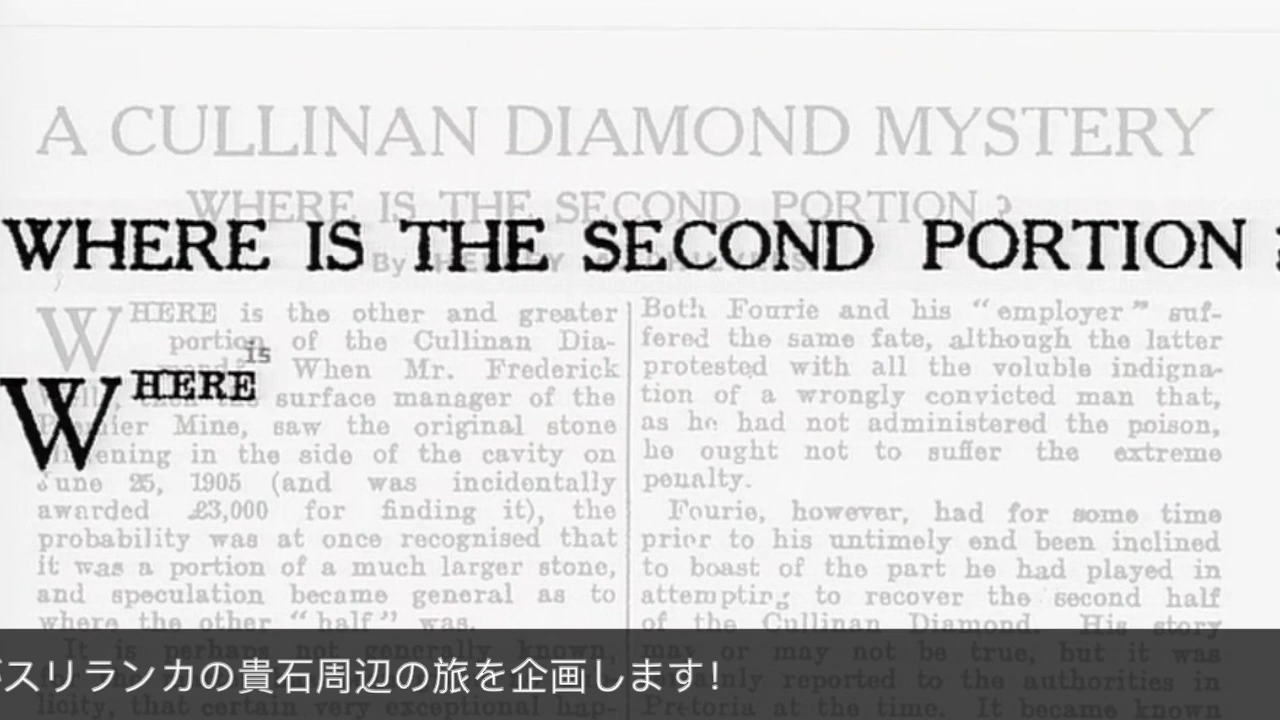 A CULLINAN DIAMOND MYSTERY
WHERE IS THE SECOND PORTION ?
WHERE IS THE SECOND PORTION
By
WHERE is the other and greater
portion of the Cullinan Dia-
When Mr. Frederick
surface manager of the
Premier Mine, saw the original stone
in the side of the cavity on
June 25, 1905 (and was incidentally
awarded £3,000 for finding it), the
probability was at once recognised that
it was a portion of a much larger stone,
and speculation became general as to
where the other "half" was.
It is perhaps not generally known,
licity, that certain very exceptional hap-
is
WHERE
Both Fourie and his "employer" suf-
fered the same fate, although the latter
protested with all the voluble indigna-
tion of a wrongly convicted man that,
as he had not administered the poison,
he ought not to suffer the extreme
penalty.
Fourie, however, had for some time
prior to his untimely end been inclined
to boast of the part he had played in
attempting to recover the second half
of the Cullinan Diamond. His story
may or may not be true, but it was
reported to the authorities in
Pretoria at the time. It became known
スリランカの貴石周辺の旅を企画します!